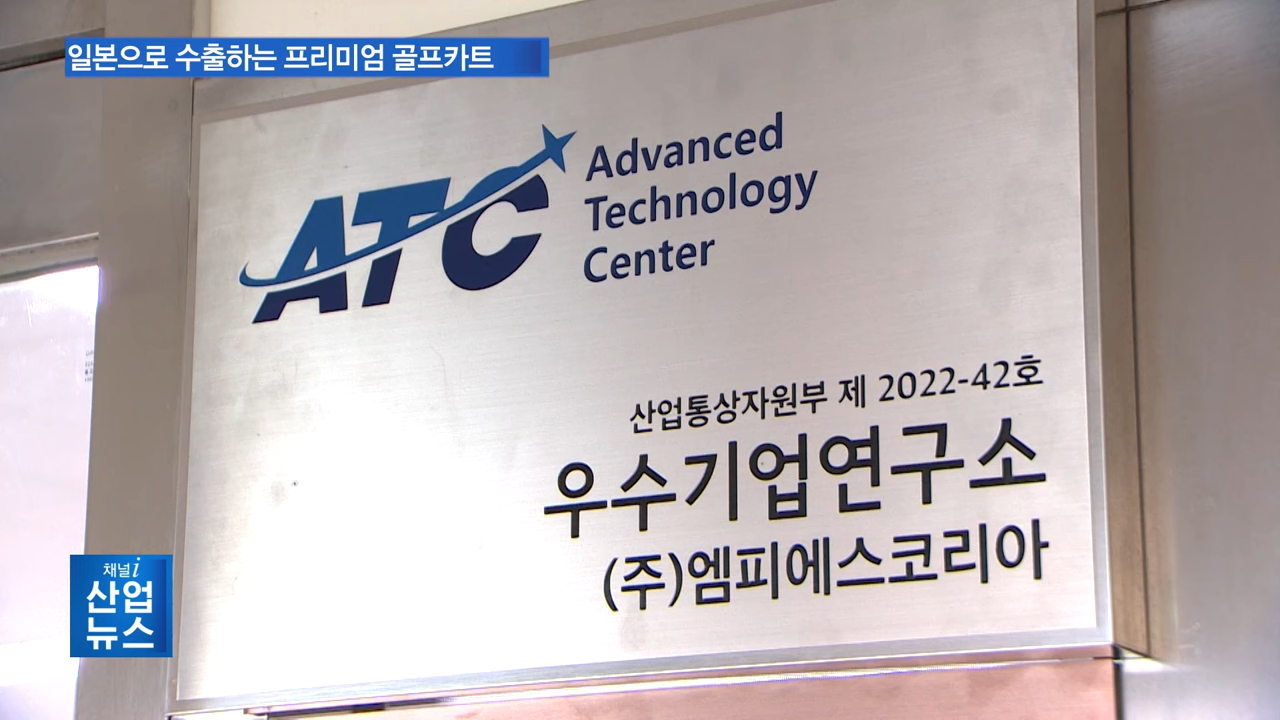 일본으로 수출하는 프리미엄 골프카트
ATC
Advanced
Technology
Center
산업통상자원부 제 2022-42호
우수기업연구소
(주)엠피에스코리아
채널i
산업
뉴스